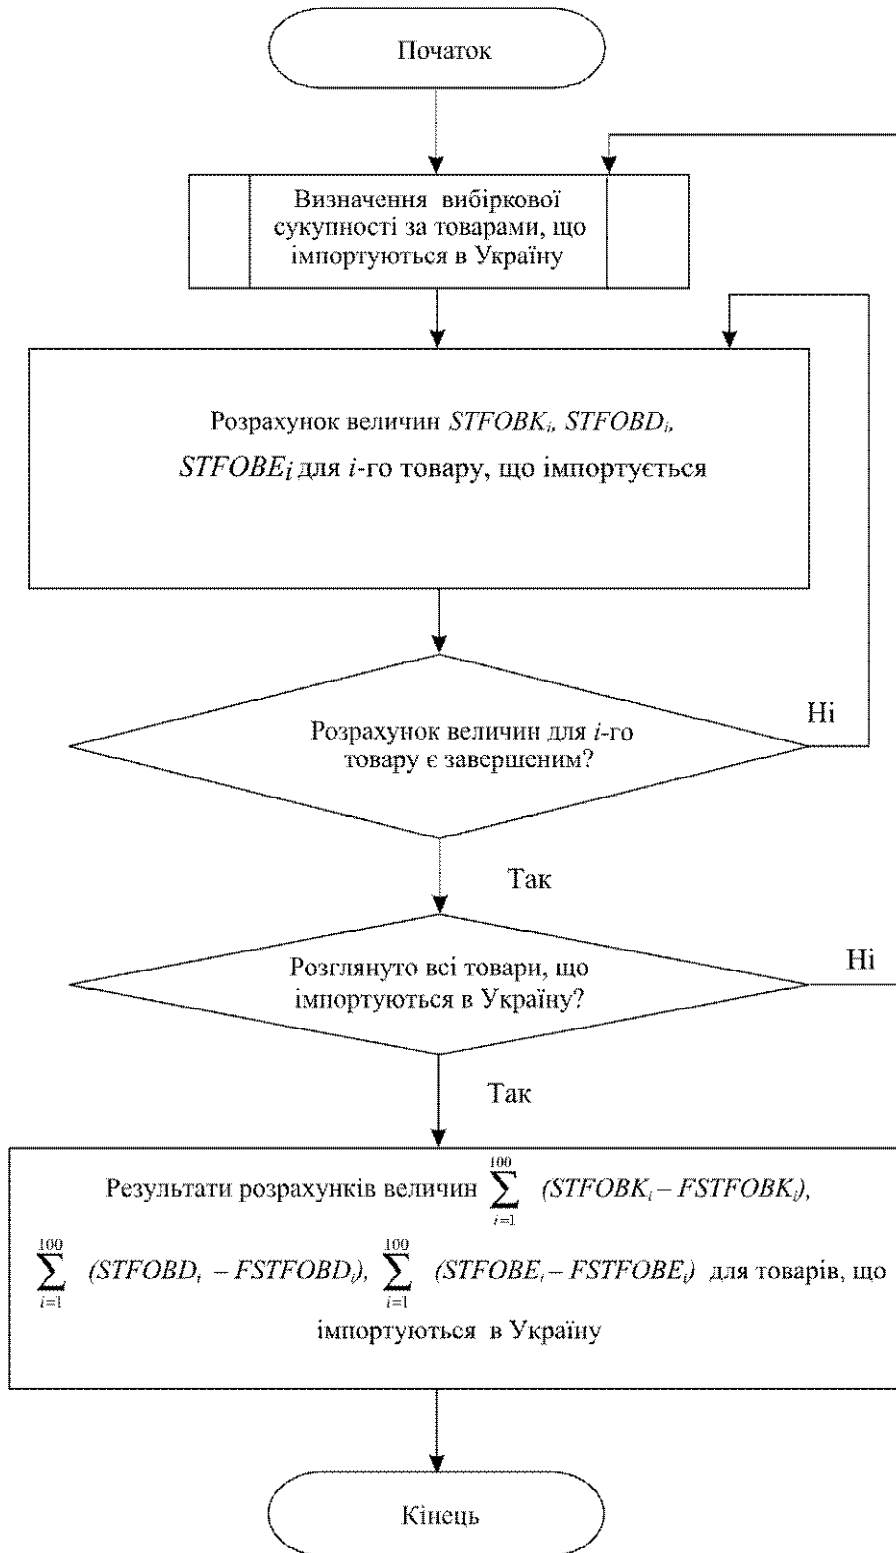 Початок
Визначення вибіркової
сукупності за товарами, що
імпортуються в Україну
Розрахунок величин STFOBKᵢ, STFOBDᵢ,
STFOBEᵢ для i-го товару, що імпортується
Ні
Розрахунок величин для i-го
товару є завершеним?
Так
Ні
Розглянуто всі товари, що
імпортуються в Україну?
Так
Результати розрахунків величин ∑_{i=1}^{100} (STFOBKᵢ – FSTFOBKᵢ),
∑_{i=1}^{100} (STFOBDᵢ – FSTFOBDᵢ), ∑_{i=1}^{100} (STFOBEᵢ – FSTFOBEᵢ) для товарів, що
імпортуються в Україну
Кінець